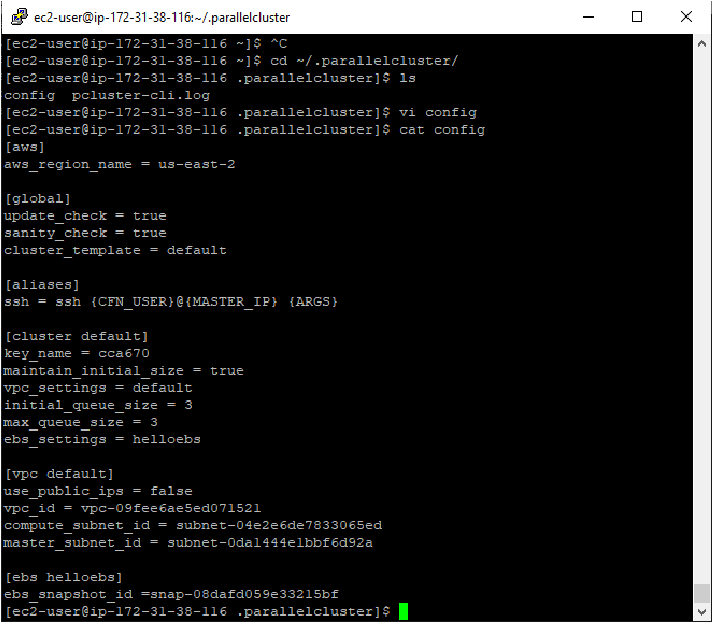 ec2-user@ip-172-31-38-116:~/.parallelcluster
[ec2-user@ip-172-31-38-116 ~]$ ^C
[ec2-user@ip-172-31-38-116 ~]$ cd ~/.parallelcluster/
[ec2-user@ip-172-31-38-116 .parallelcluster]$ ls
config  pcluster-cli.log
[ec2-user@ip-172-31-38-116 .parallelcluster]$ vi config
[ec2-user@ip-172-31-38-116 .parallelcluster]$ cat config
[aws]
aws_region_name = us-east-2
[global]
update_check = true
sanity_check = true
cluster_template = default
[aliases]
ssh = ssh {CFN_USER}@{MASTER_IP} {ARGS}
[cluster default]
key_name = cca670
maintain_initial_size = true
vpc_settings = default
initial_queue_size = 3
max_queue_size = 3
ebs_settings = helloebs
[vpc default]
use_public_ips = false
vpc_id = vpc-09fee6ae5ed071521
compute_subnet_id = subnet-04e2e6de7833065ed
master_subnet_id = subnet-0da1444e1bbf6d92a
[ebs helloebs]
ebs_snapshot_id =snap-08dafd059e33215bf
[ec2-user@ip-172-31-38-116 .parallelcluster]$